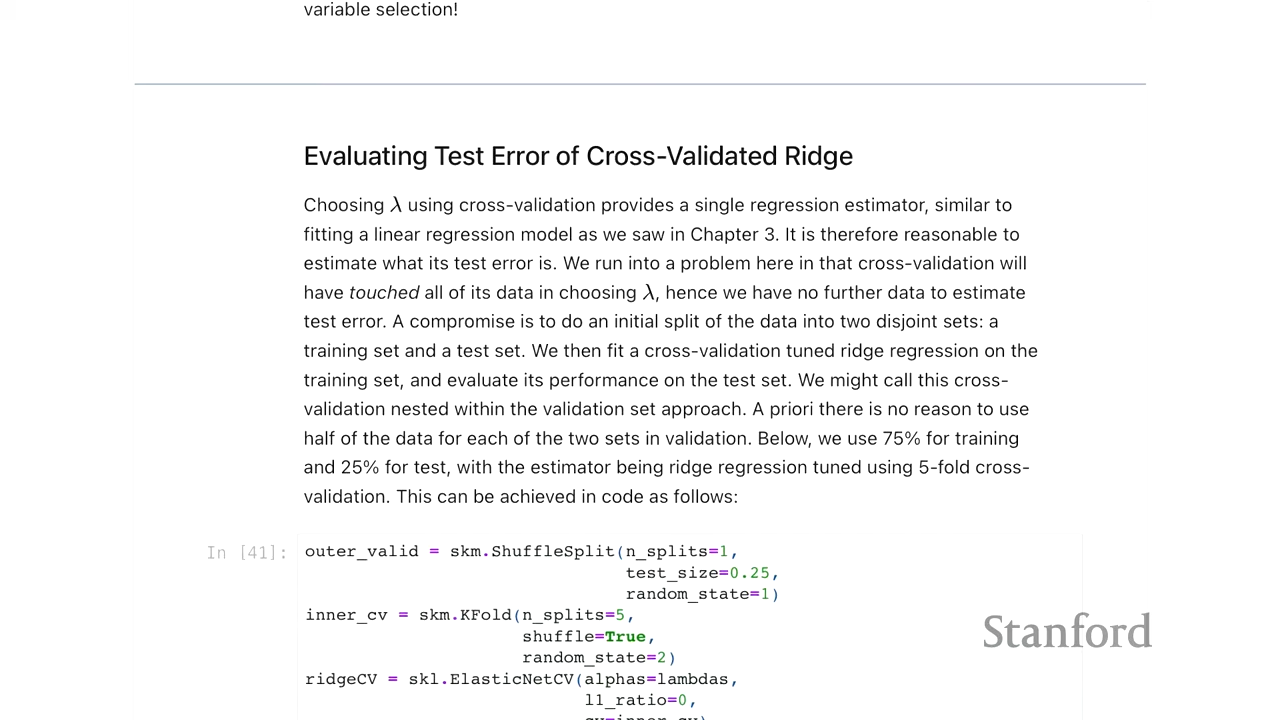 variable selection!
Evaluating Test Error of Cross-Validated Ridge
Choosing λ using cross-validation provides a single regression estimator, similar to
fitting a linear regression model as we saw in Chapter 3. It is therefore reasonable to
estimate what its test error is. We run into a problem here in that cross-validation will
have touched all of its data in choosing λ, hence we have no further data to estimate
test error. A compromise is to do an initial split of the data into two disjoint sets: a
training set and a test set. We then fit a cross-validation tuned ridge regression on the
training set, and evaluate its performance on the test set. We might call this cross-
validation nested within the validation set approach. A priori there is no reason to use
half of the data for each of the two sets in validation. Below, we use 75% for training
and 25% for test, with the estimator being ridge regression tuned using 5-fold cross-
validation. This can be achieved in code as follows:
In [41]: outer_valid = skm.ShuffleSplit(n_splits=1,
test_size=0.25,
random_state=1)
inner_cv = skm.KFold(n_splits=5,
shuffle=True,
random_state=2)
ridgeCV = skl.ElasticNetCV(alphas=lambdas,
l1_ratio=0,
cv=inner_cv)
Stanford